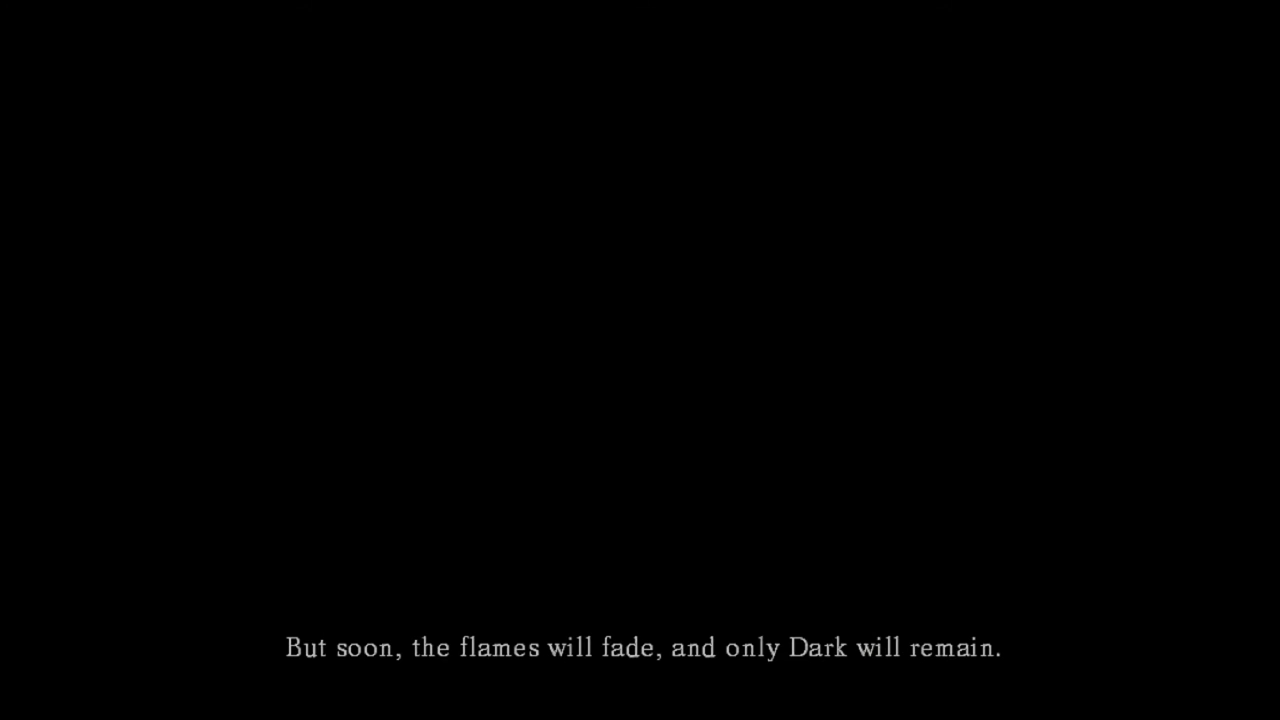 But soon, the flames will fade, and only Dark will remain.